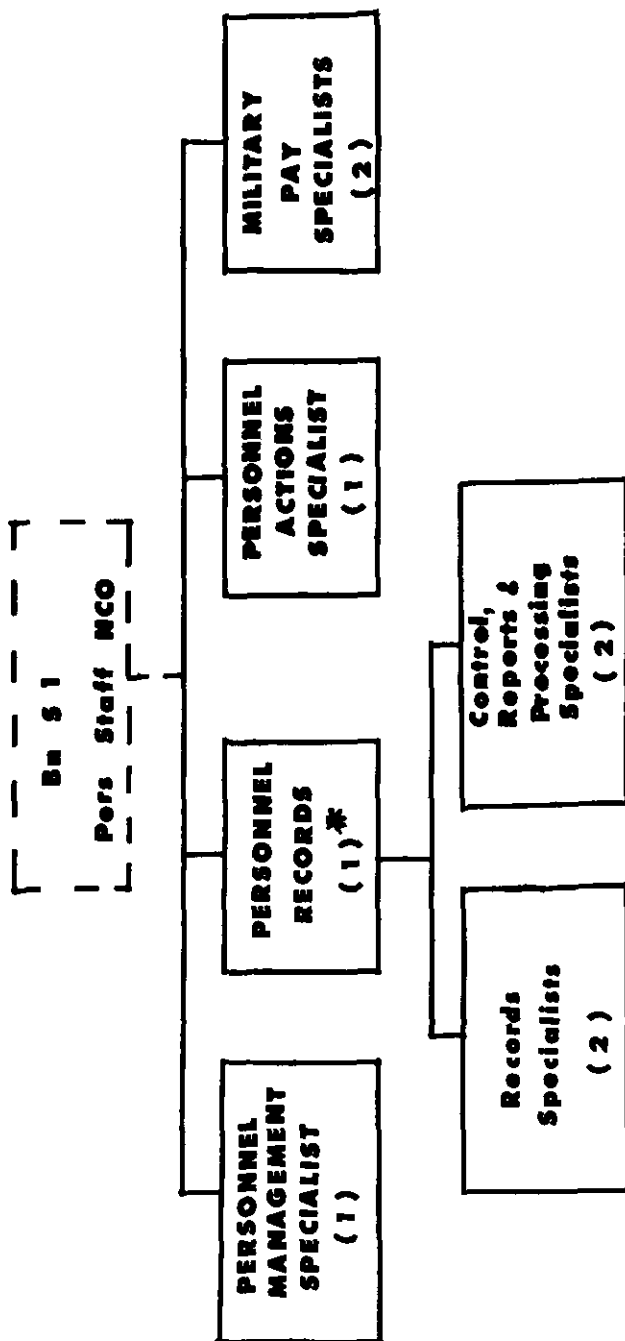 Bn S1
Pers Staff NCO
PERSONNEL
MANAGEMENT
SPECIALIST
(1)
PERSONNEL
RECORDS
(1)*
PERSONNEL
ACTIONS
SPECIALIST
(1)
MILITARY
PAY
SPECIALISTS
(2)
Records
Specialists
(2)
Control,
Reports &
Processing
Specialists
(2)